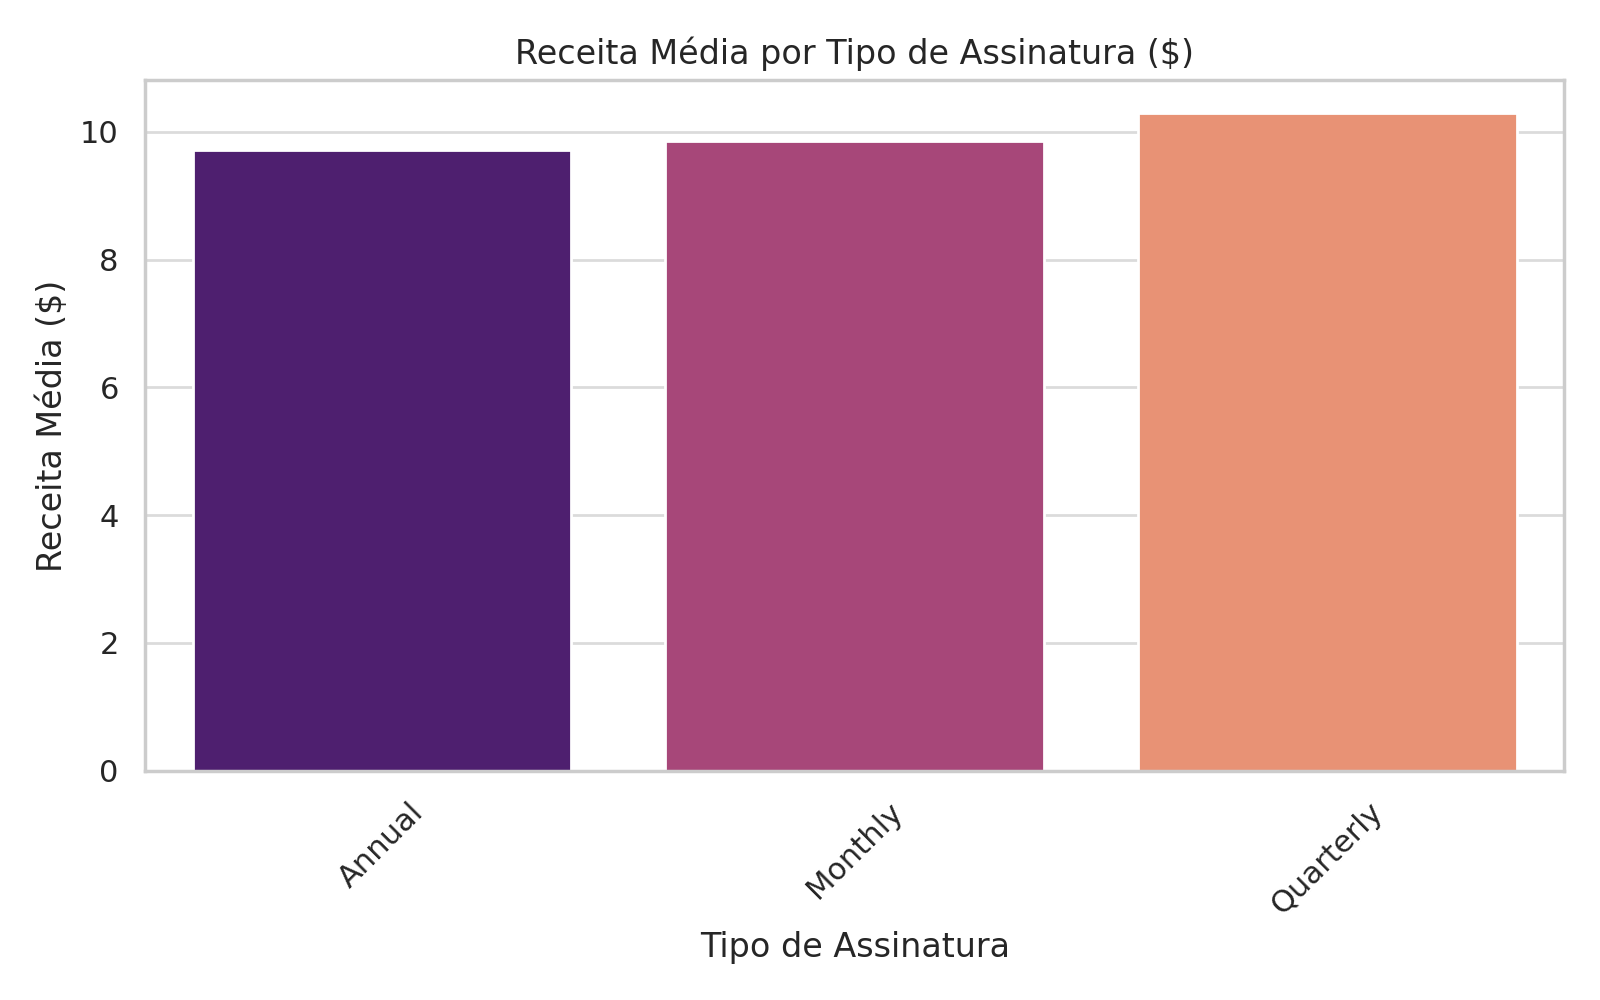 Receita Média por Tipo de Assinatura ($)
Receita Média ($)
10
8
6
4
2
0
Annual
Monthly
Quarterly
Tipo de Assinatura